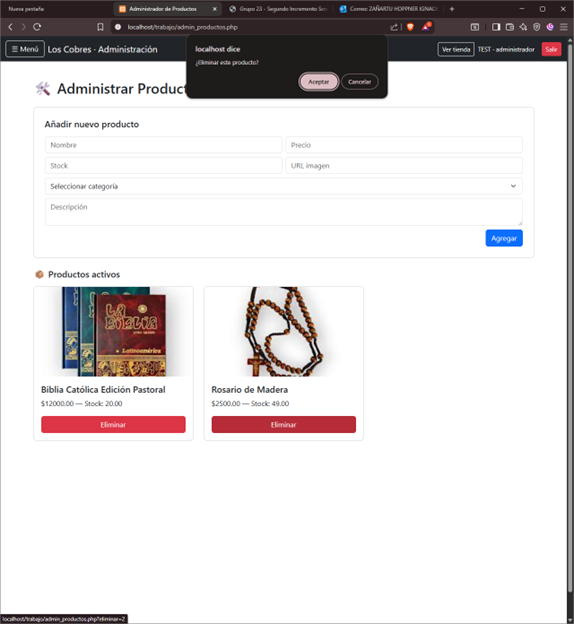 Nueva pestaña
Administrador de Productos
Grupo 23 - Segundo Incremento So
Correo: ZAÑARTU HOPPNER IGNAC
localhost/trabajo/admin_productos.php
☰ Menú
Los Cobres · Administración
Ver tienda
TEST - administrador
Salir
localhost dice
¿Eliminar este producto?
Aceptar
Cancelar
Administrar Product
Añadir nuevo producto
Nombre
Precio
Stock
URL imagen
Seleccionar categoría
Descripción
Agregar
Productos activos
LA BIBLIA
Latinoamérica
Biblia Católica Edición Pastoral
$12000.00 — Stock: 20.00
Eliminar
Rosario de Madera
$2500.00 — Stock: 49.00
Eliminar
localhost/trabajo/admin_productos.php?eliminar=2